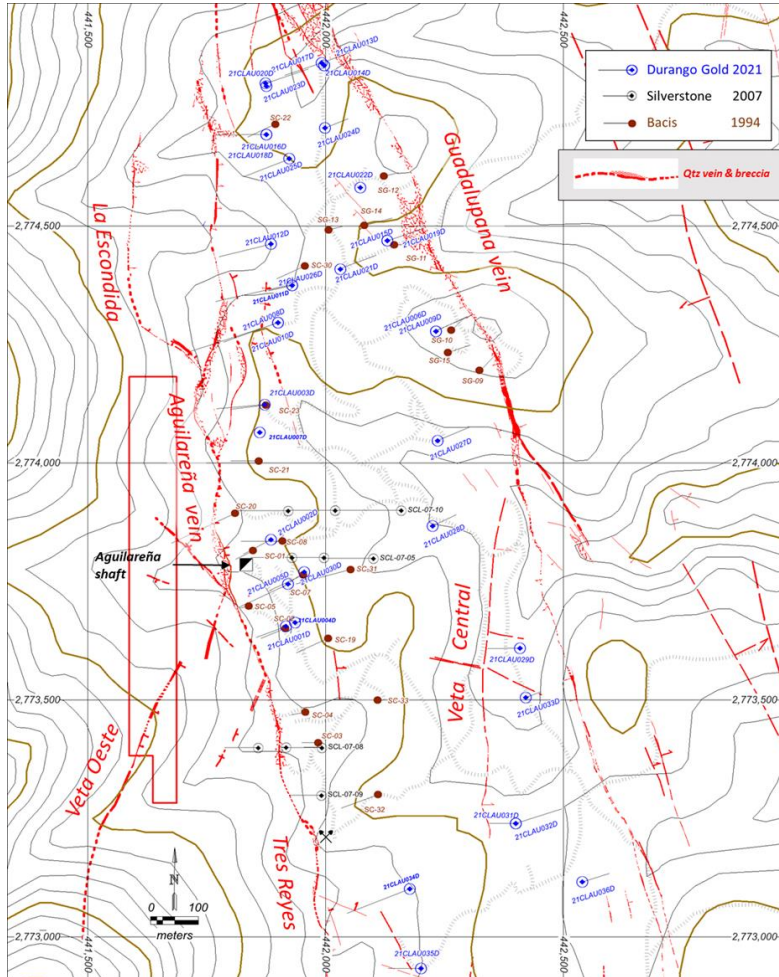 441,500
442,000
442,500
21CLAU013D
21CLAU017D
21CLAU020D
21CLAU014D
21CLAU023D
Durango Gold 2021
Silverstone 2007
Bacis 1994
Qtz vein & breccia
SC-22
21CLAU024D
21CLAU016D
21CLAU018D
21CLAU025D
21CLAU022D
SG-12
Guadalupana vein
La Escondida
2,774,500
SG-13
SG-14
21CLAU012D
21CLAU015D
21CLAU019D
SG-11
SC-30
21CLAU026D
21CLAU021D
21CLAU011D
21CLAU008D
21CLAU010D
21CLAU006D
21CLAU009D
SG-10
SG-15
SG-09
21CLAU003D
SC-23
21CLAU007D
21CLAU027D
Aguilareña vein
2,774,000
SC-21
SC-20
SCL-07-10
21CLAU002D
21CLAU028D
SC-08
Aguilareña
shaft
SC-01
SCL-07-05
21CLAU005D
21CLAU030D
SC-31
SC-07
SC-05
21CLAU004D
21CLAU001D
SC-19
Veta Central
21CLAU029D
2,773,500
SC-33
21CLAU033D
SC-04
SC-03
SCL-07-08
Veta Oeste
SCL-07-09
SC-32
21CLAU031D
21CLAU032D
Tres Reyes
21CLAU034D
21CLAU036D
N
0 100
meters
2,773,000
21CLAU035D
441,500
442,000
442,500